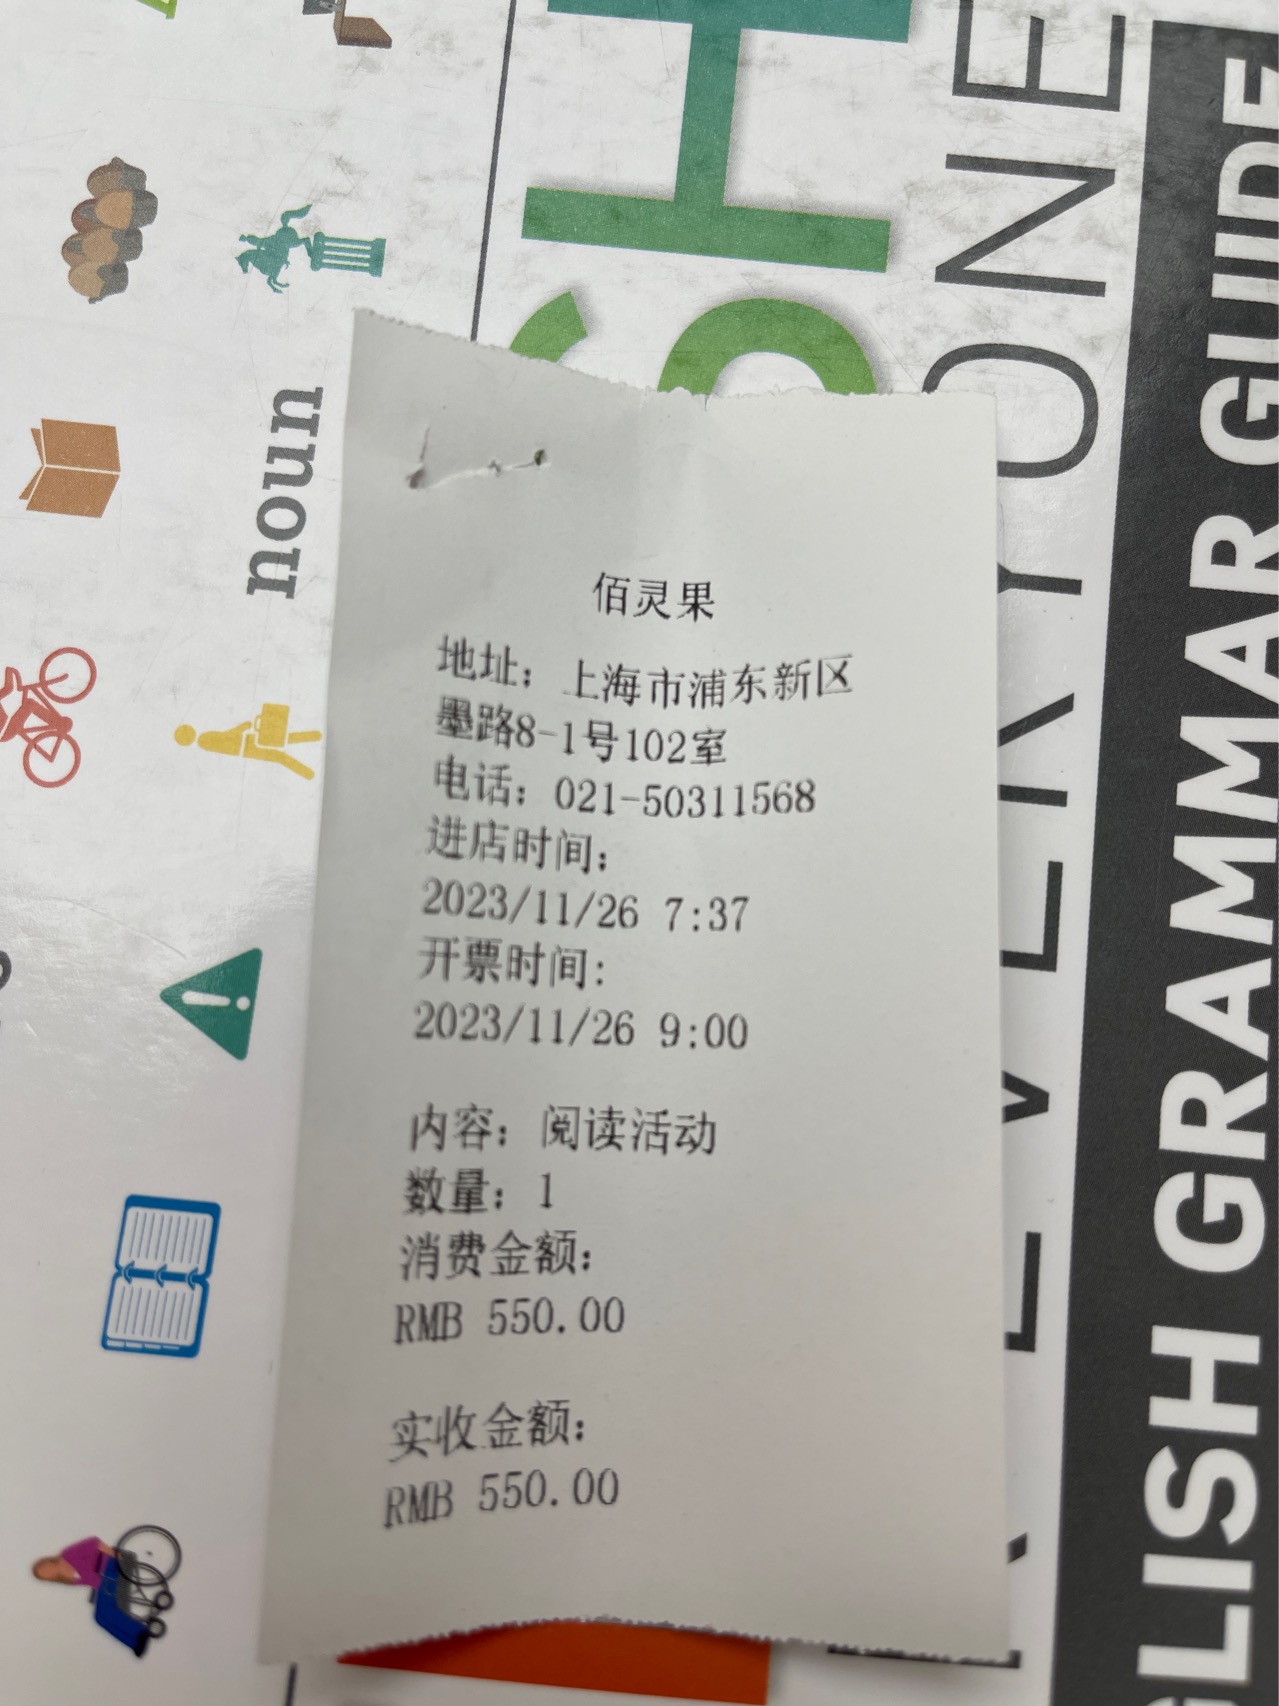 佰灵果
地址：上海市浦东新区
墨路8-1号102室
电话：021-50311568
进店时间：
2023/11/26 7:37
开票时间：
2023/11/26 9:00
内容：阅读活动
数量：1
消费金额：
RMB 550.00
实收金额：
RMB 550.00
noun
EVERYONE
LISH GRAMMAR GUIDE